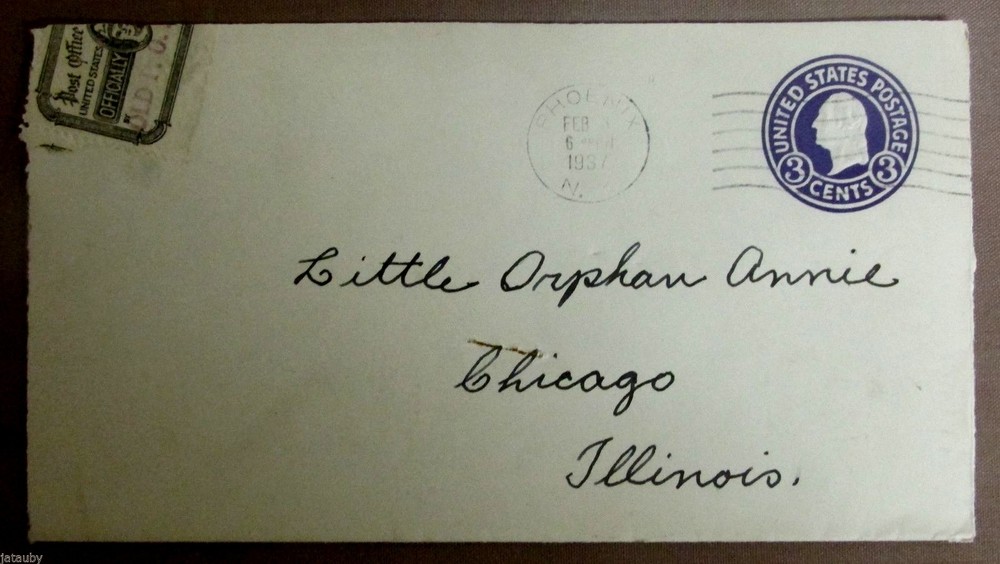 Post Office
UNITED STATES
OFFICIALLY
PHOENIX
FEB
6
1937
N.
UNITED STATES POSTAGE
3 CENTS 3
Little Orphan Annie
Chicago
Illinois.
jatauby